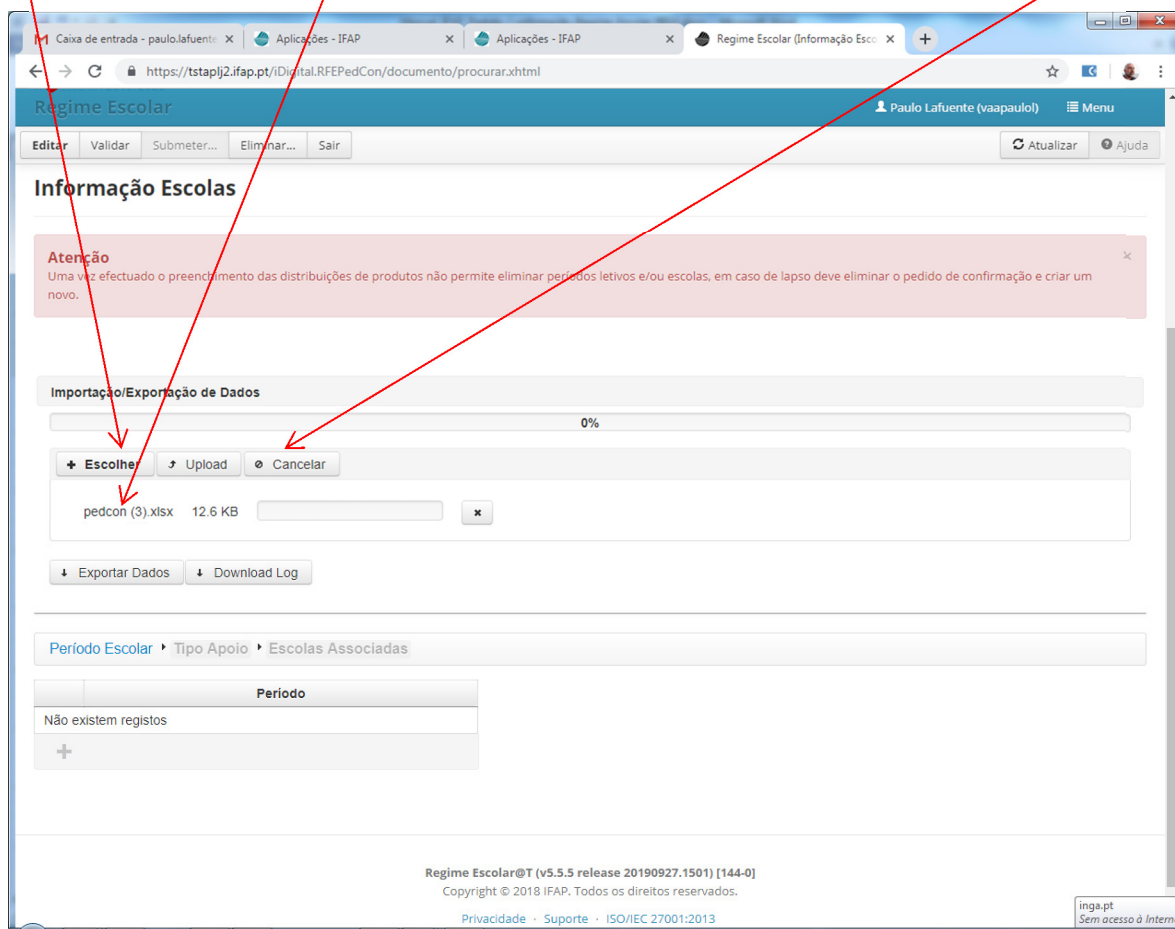 Caixa de entrada - paulo.lafuente
Aplicações - IFAP
Aplicações - IFAP
Regime Escolar (Informação Esco
https://tstaplj2.ifap.pt/iDigital.RFEPedCon/documento/procurar.xhtml
Regime Escolar
Paulo Lafuente (vaapaulol) Menu
Editar Validar Submeter... Eliminar... Sair Atualizar Ajuda
Informação Escolas
Atenção
Uma vez efectuado o preenchimento das distribuições de produtos não permite eliminar períodos letivos e/ou escolas, em caso de lapso deve eliminar o pedido de confirmação e criar um
novo.
Importação/Exportação de Dados
0%
Escolher Upload Cancelar
pedcon (3).xlsx 12.6 KB
Exportar Dados Download Log
Período Escolar Tipo Apoio Escolas Associadas
Período
Não existem registos
Regime Escolar@T (v5.5.5 release 20190927.1501) [144-0]
Copyright © 2018 IFAP. Todos os direitos reservados.
Privacidade · Suporte · ISO/IEC 27001:2013
inga.pt
Sem acesso à Intern